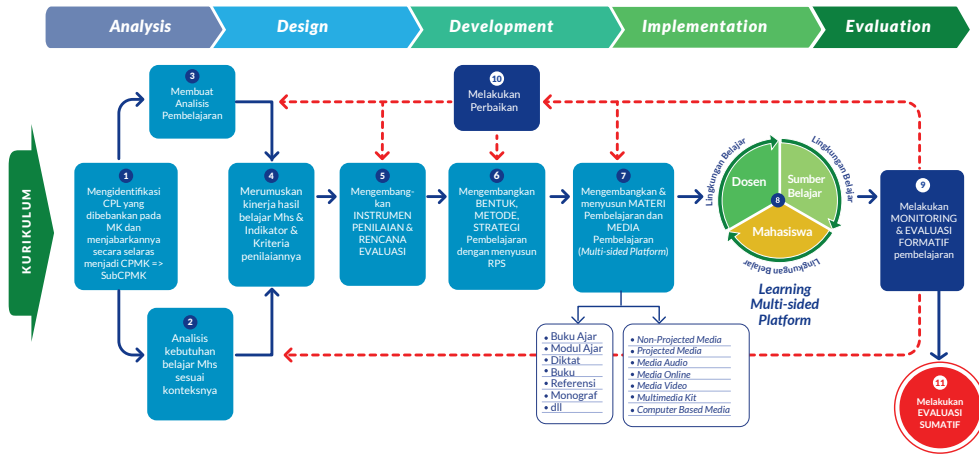 Analysis
Design
Development
Implementation
Evaluation
KURIKULUM
1
Mengidentifikasi
CPL yang
dibebankan pada
MK dan
menjabarkannya
secara selaras
menjadi CPMK =>
SubCPMK
2
Analisis
kebutuhan
belajar Mhs
sesuai
konteksnya
3
Membuat
Analisis
Pembelajaran
4
Merumuskan
kinerja hasil
belajar Mhs &
Indikator &
Kriteria
penilaiannya
5
Mengembang-
kan
INSTRUMEN
PENILAIAN &
RENCANA
EVALUASI
6
Mengembangkan
BENTUK,
METODE,
STRATEGI
Pembelajaran
dengan menyusun
RPS
7
Mengembangkan &
menyusun MATERI
Pembelajaran dan
MEDIA
Pembelajaran
(Multi-sided Platform)
• Buku Ajar
• Modul Ajar
• Diktat
• Buku
• Referensi
• Monograf
• dll
• Non-Projected Media
• Projected Media
• Media Audio
• Media Online
• Media Video
• Multimedia Kit
• Computer Based Media
Lingkungan Belajar
Lingkungan Belajar
Lingkungan Belajar
Dosen
Sumber
Belajar
8
Mahasiswa
Learning
Multi-sided
Platform
9
Melakukan
MONITORING
& EVALUASI
FORMATIF
pembelajaran
10
Melakukan
Perbaikan
11
Melakukan
EVALUASI
SUMATIF